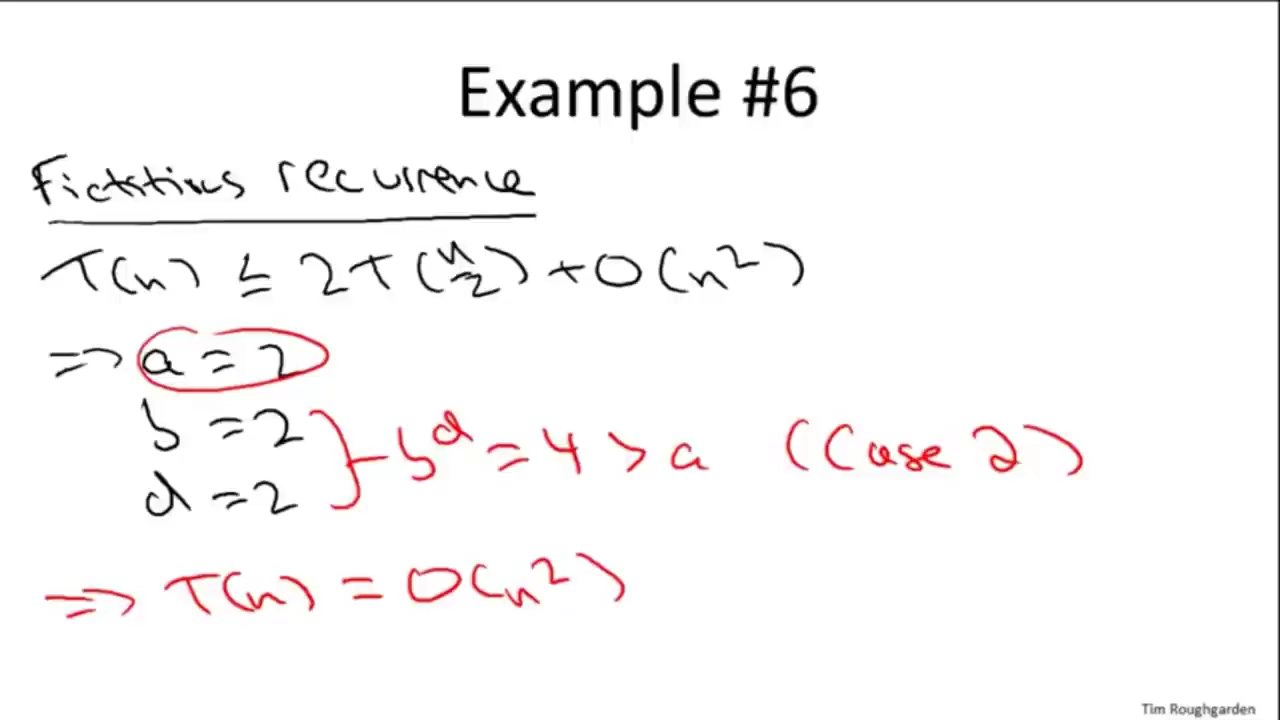 Example #6
Fictitious recurrence
T(n) ≤ 2T(n/2) + O(n²)
⇒ a = 2
b = 2
d = 2
} b^d = 4 > a (Case 2)
⇒ T(n) = O(n²)
Tim Roughgarden